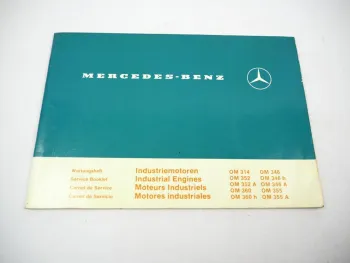 MERCEDES-BENZ
Wartungsheft Industriemotoren OM 314 OM 346
Service Booklet Industrial Engines OM 352 OM 346 h
Carnet de Service Moteurs Industriels OM 352 A OM 346 A
Cartilla de Servicio Motores industriales OM 360 OM 355
OM 360 h OM 355 A